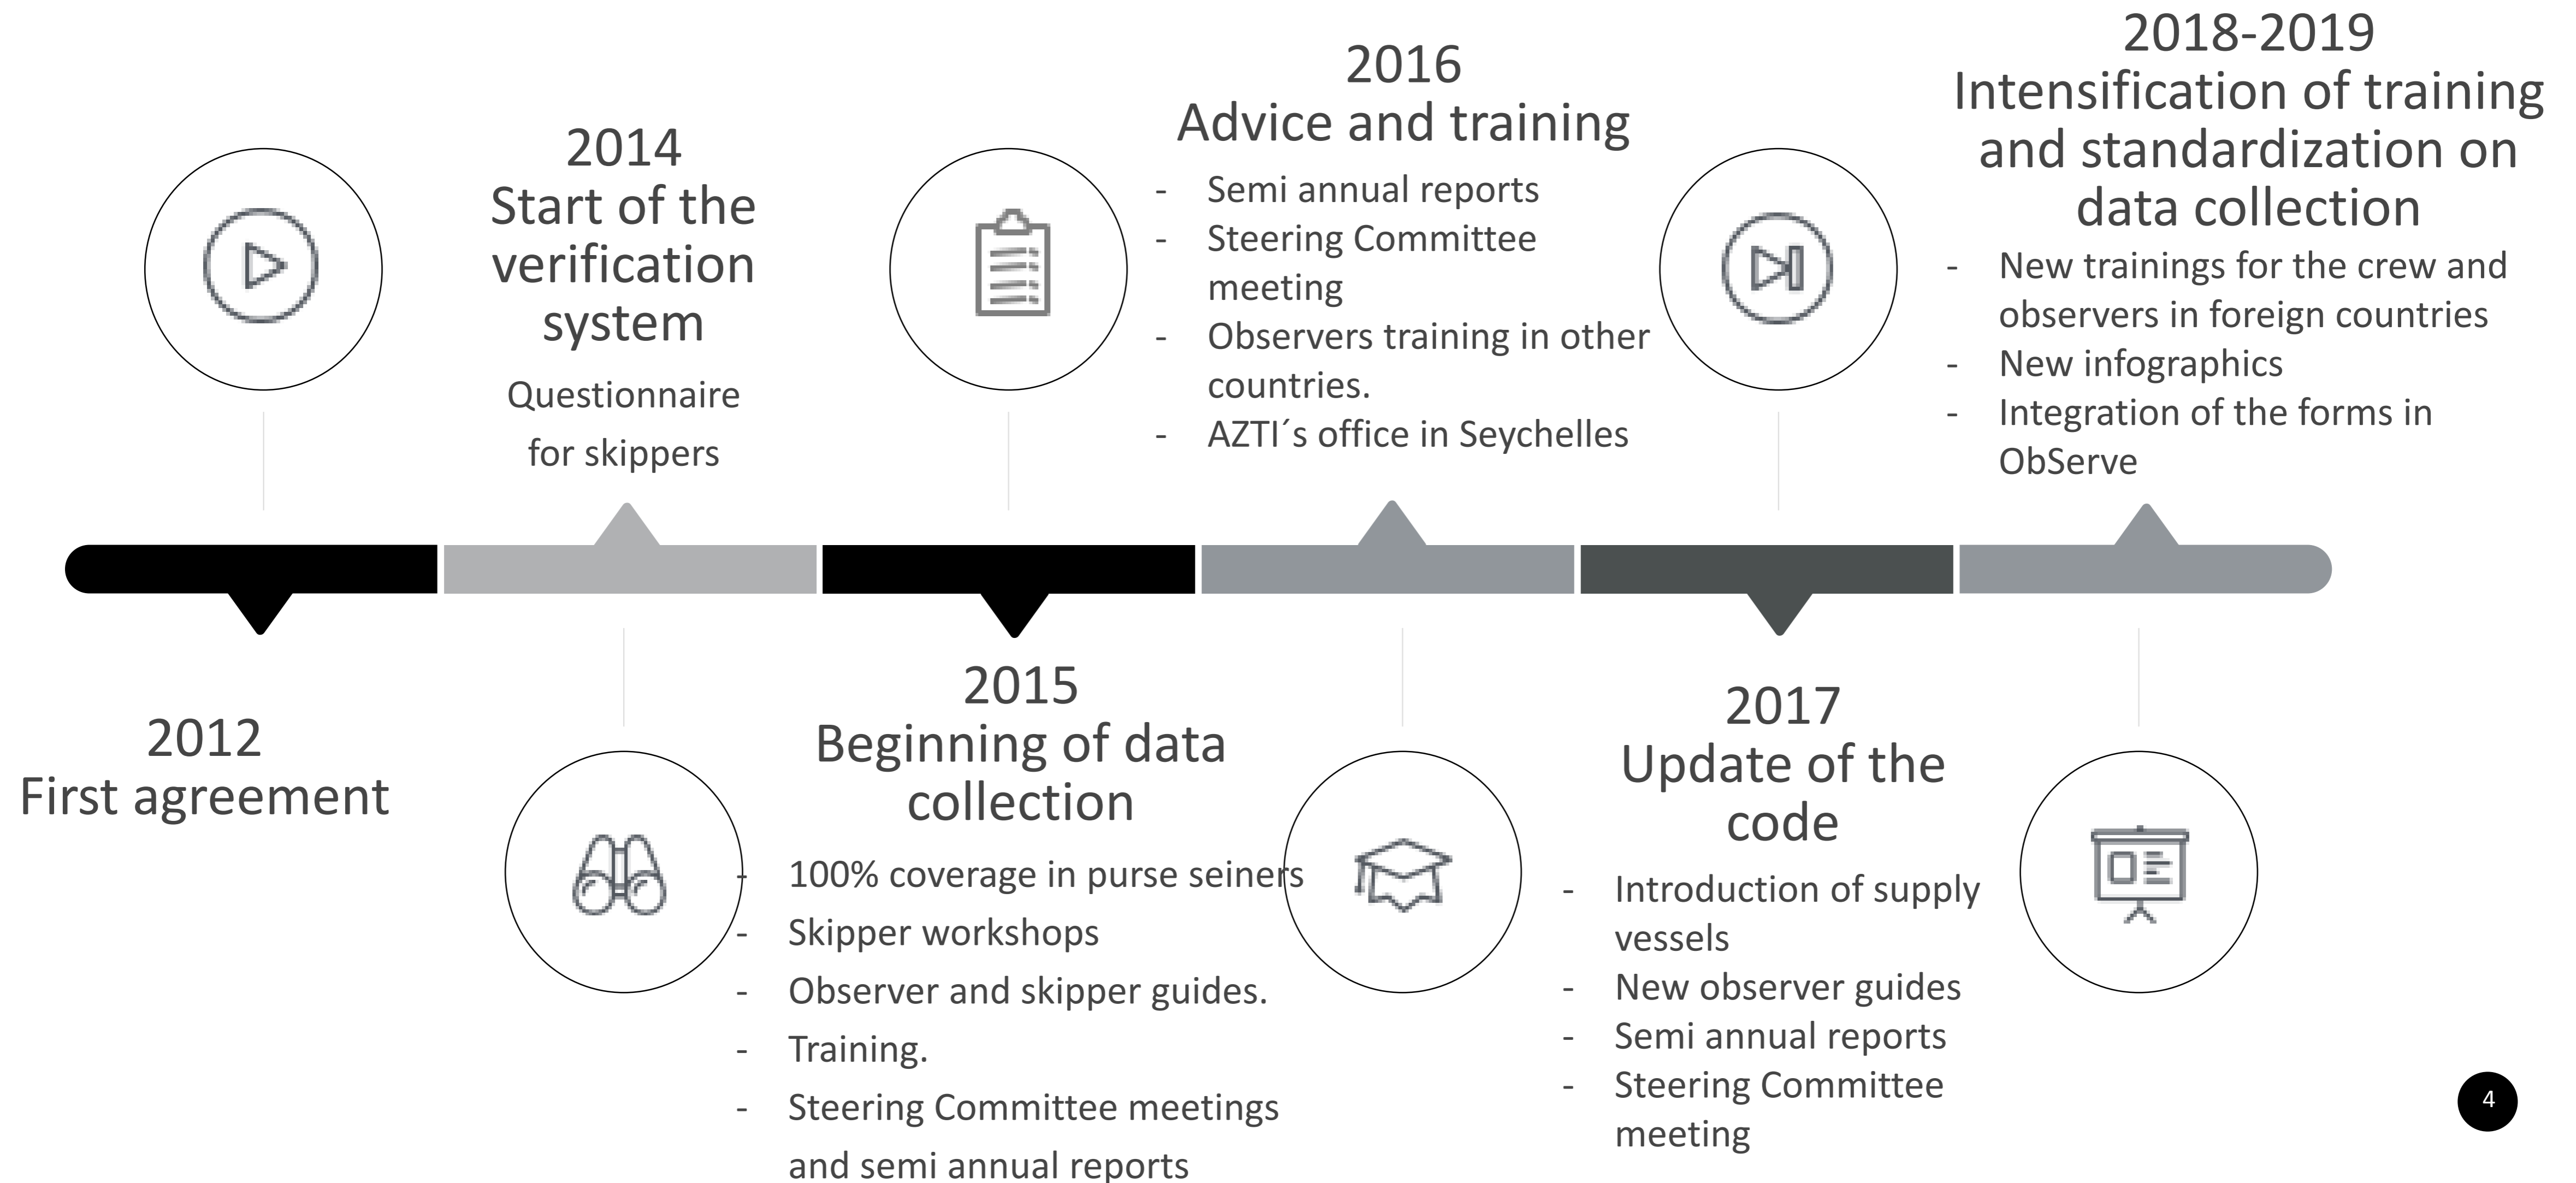 2012
First agreement
2014
Start of the
verification
system
Questionnaire
for skippers
2015
Beginning of data
collection
- 100% coverage in purse seiners
- Skipper workshops
- Observer and skipper guides.
- Training.
- Steering Committee meetings
and semi annual reports
2016
Advice and training
- Semi annual reports
- Steering Committee
meeting
- Observers training in other
countries.
- AZTI´s office in Seychelles
2017
Update of the
code
- Introduction of supply
vessels
- New observer guides
- Semi annual reports
- Steering Committee
meeting
2018-2019
Intensification of training
and standardization on
data collection
- New trainings for the crew and
observers in foreign countries
- New infographics
- Integration of the forms in
ObServe
4